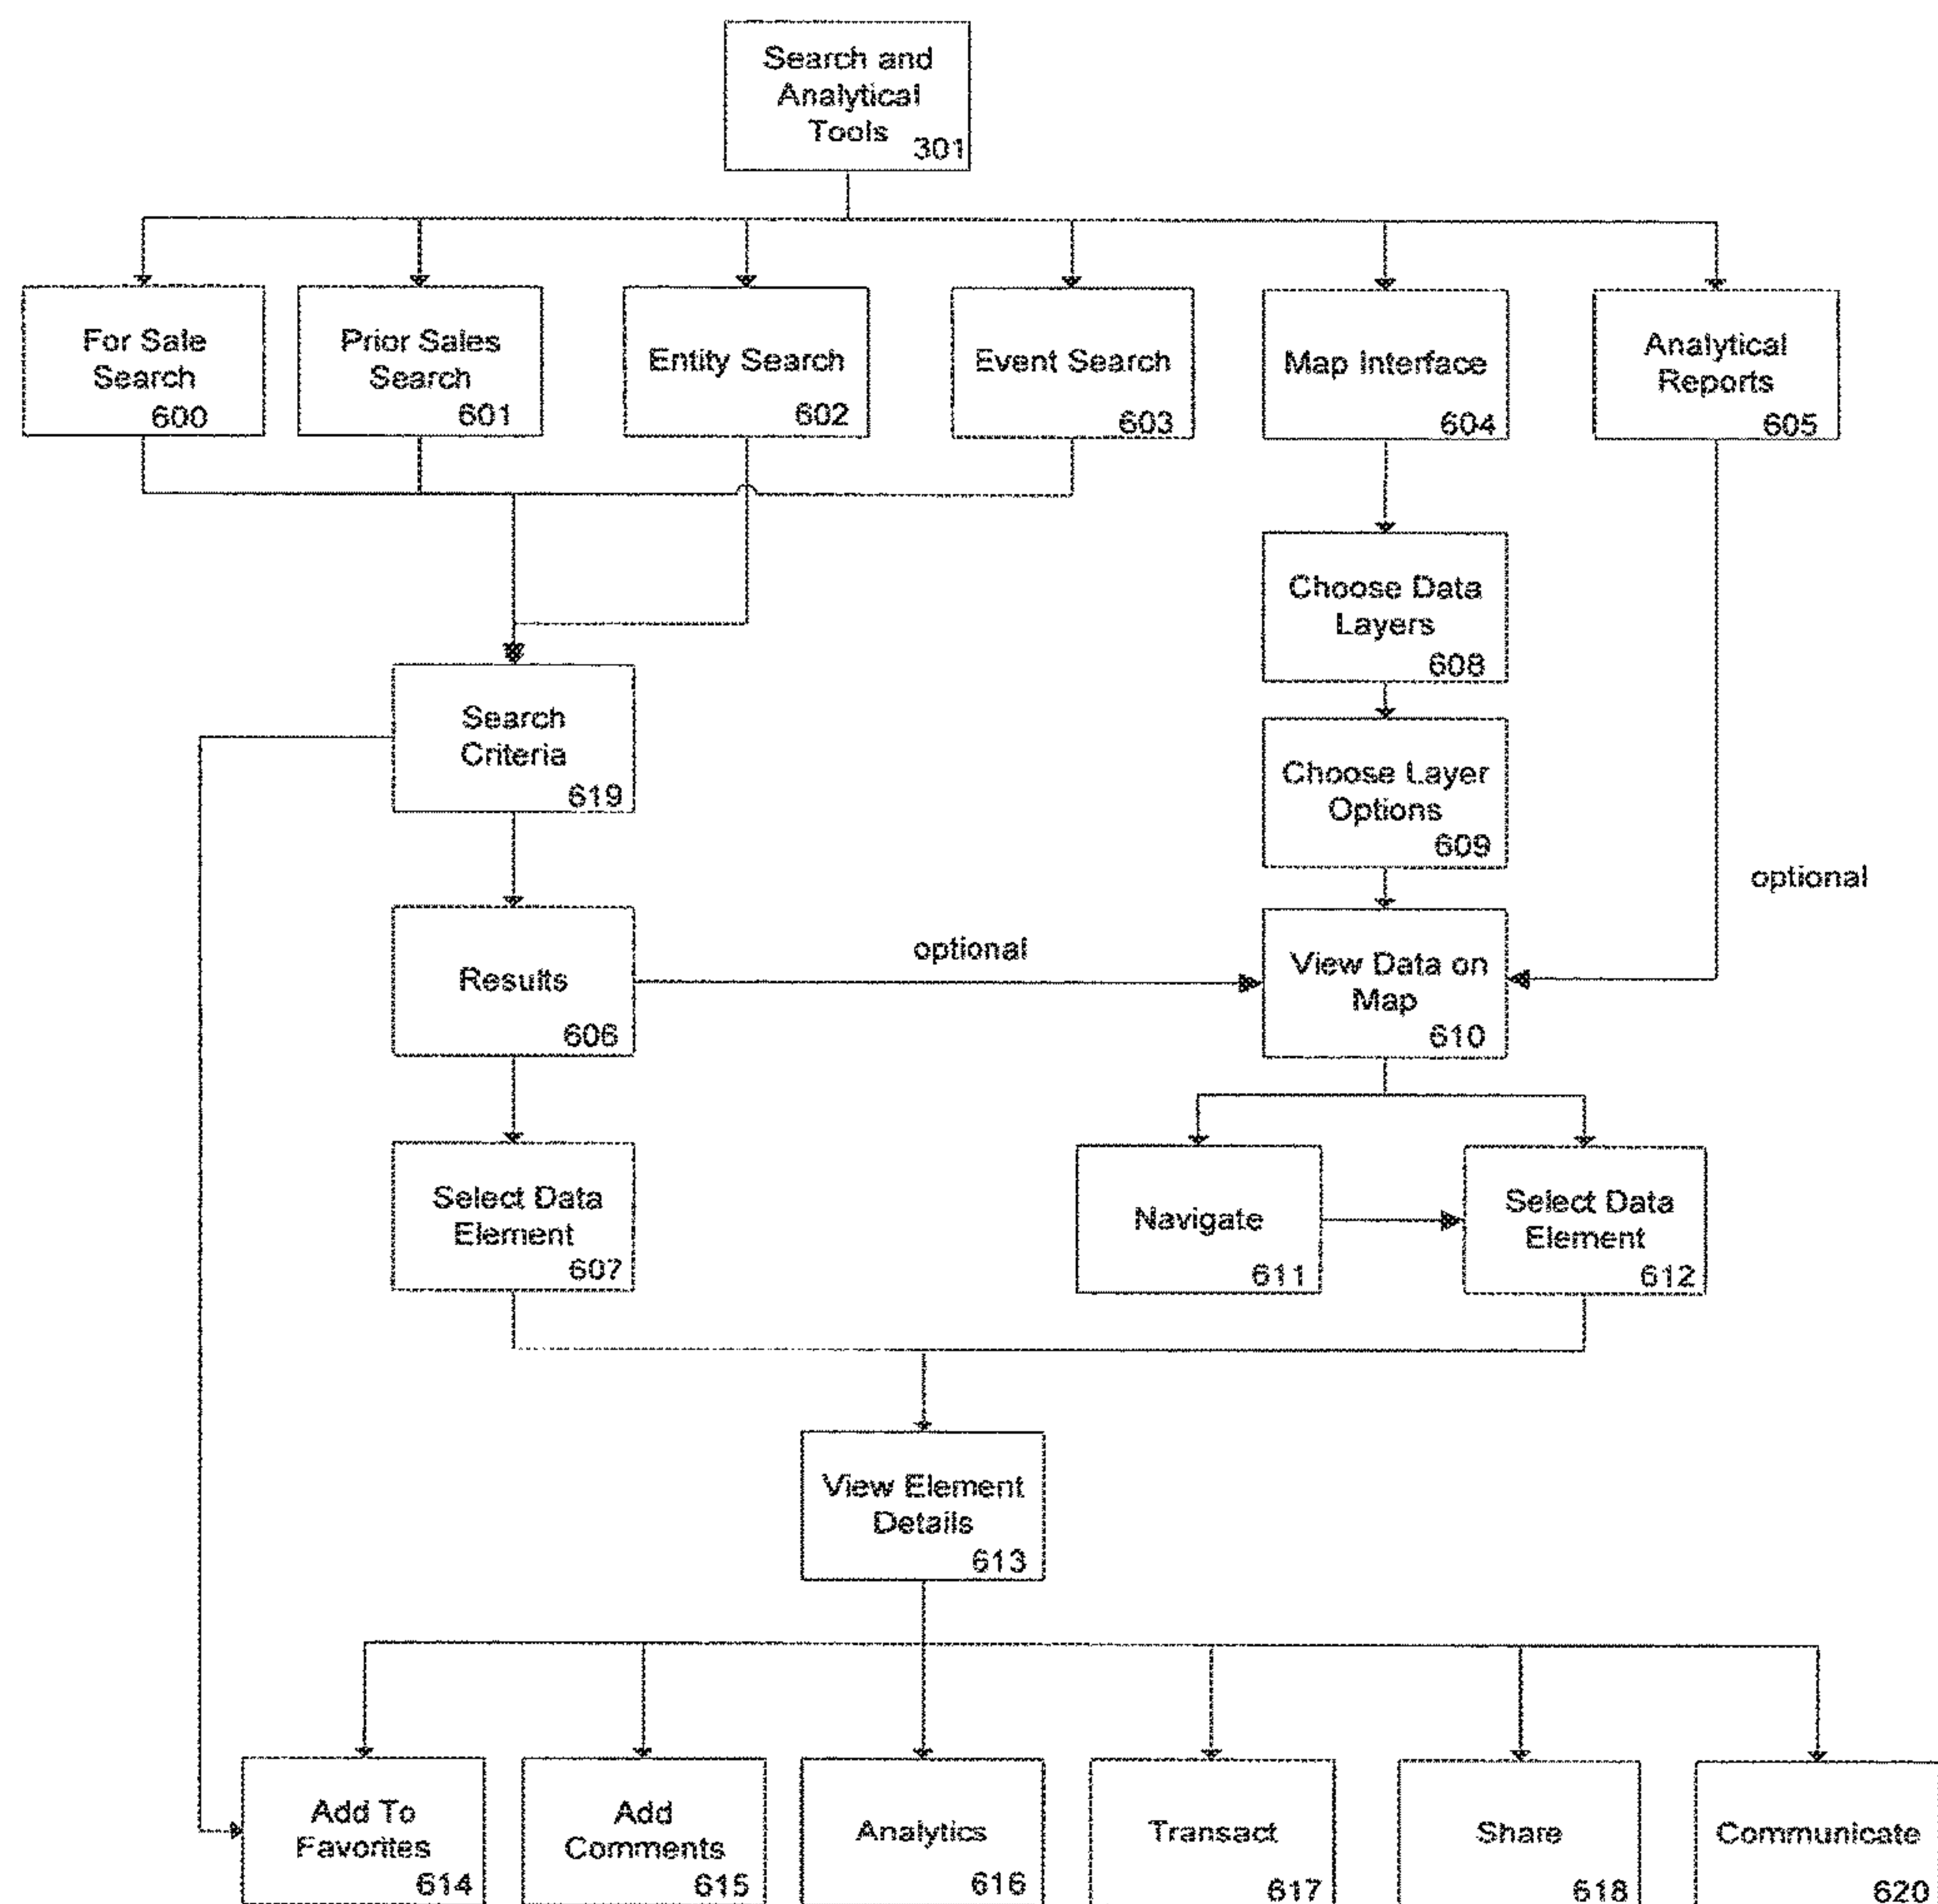 Search and
Analytical
Tools
301
For Sale
Search
600
Prior Sales
Search
601
Entity Search
602
Event Search
603
Map Interface
604
Analytical
Reports
605
Choose Data
Layers
608
Search
Criteria
619
Choose Layer
Options
609
optional
Results
606
optional
View Data on
Map
610
Select Data
Element
607
Navigate
611
Select Data
Element
612
View Element
Details
613
Add To
Favorites
614
Add
Comments
615
Analytics
616
Transact
617
Share
618
Communicate
620